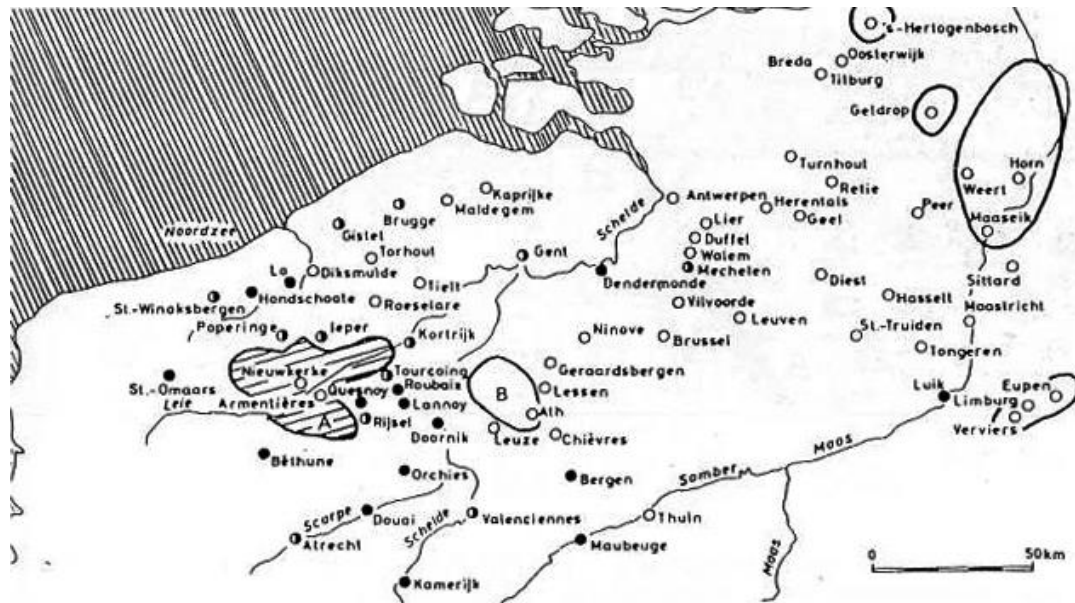 's-Hertogenbosch
Oosterwijk
Breda
Tilburg
Geldrop
Turnhout
Retie
Horn
Weert
Peer
Maaseik
Kaprijke
Maldegem
Antwerpen
Herentals
Geel
Brugge
Gistel
Schelde
Lier
Duffel
Walem
Mechelen
Noordzee
Torhout
Gent
Lo
Diksmuide
Tielt
Dendermonde
Diest
Sittard
Hondschoote
St.-Winoksbergen
Roeselare
Vilvoorde
Hasselt
Maastricht
Poperinge
Ieper
Kortrijk
Ninove
Brussel
Leuven
St.-Truiden
Tongeren
Nieuwkerke
Tourcoing
Geraardsbergen
St.-Omaars
Quesnoy
Roubaix
B
Lessen
Luik
Eupen
Leie
Armentières
Lannoy
Limburg
A
Rijsel
Ath
Verviers
Doornik
Leuze
Chièvres
Maas
Bèthune
Orchies
Bergen
Samber
Scarpe
Douai
Schelde
Valenciennes
Thuin
Atrecht
Maubeuge
Maas
0 50km
Kamerijk